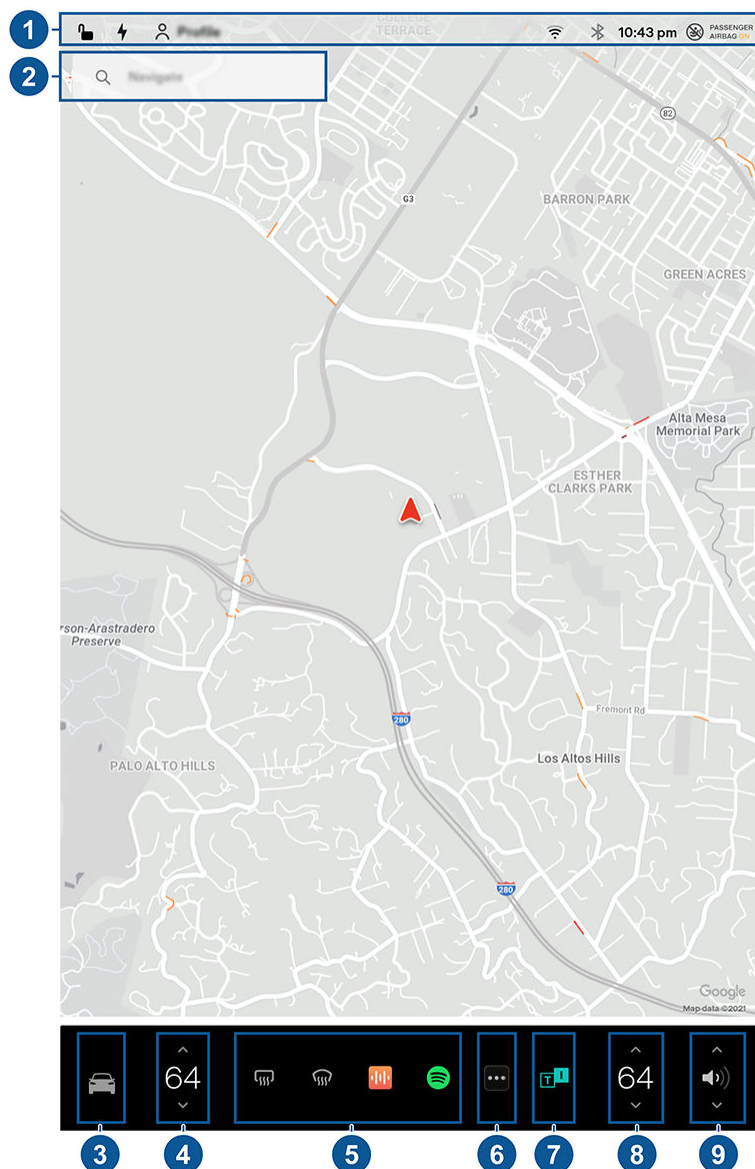 1
COLLEGE
TERRACE
Profile
10:43 pm
PASSENGER
AIRBAG ON
2
Navigate
82
G3
BARRON PARK
GREEN ACRES
Alta Mesa
Memorial Park
ESTHER
CLARKS PARK
rson-Arastradero
Preserve
280
Fremont Rd
PALO ALTO HILLS
Los Altos Hills
280
Google
Map data ©2021
64
T
I
64
3
4
5
6
7
8
9